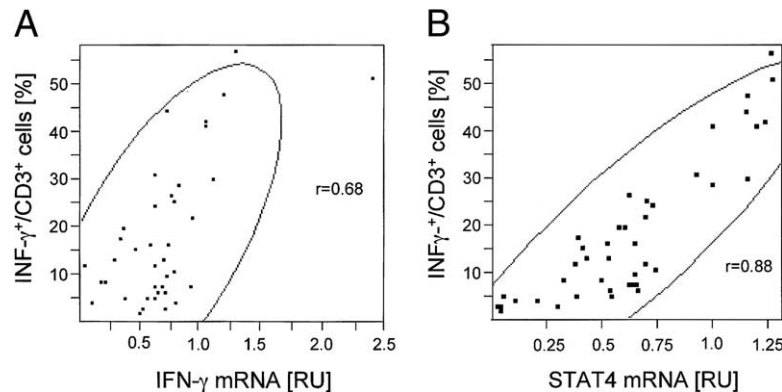 A
INF-γ+/CD3+ cells [%]
50
40
30
20
10
r=0.68
0.5 1.0 1.5 2.0 2.5
IFN-γ mRNA [RU]
B
INFγ-+/CD3+ cells [%]
50
40
30
20
10
r=0.88
0.25 0.50 0.75 1.00 1.25
STAT4 mRNA [RU]